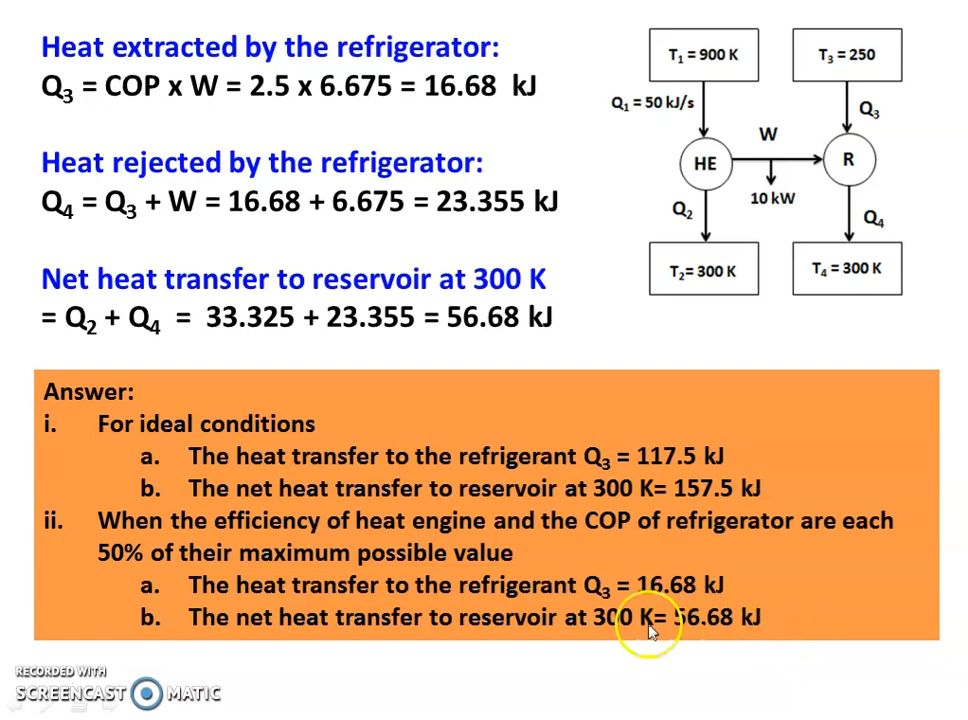 Heat extracted by the refrigerator:
Q₃ = COP x W = 2.5 x 6.675 = 16.68 kJ
Heat rejected by the refrigerator:
Q₄ = Q₃ + W = 16.68 + 6.675 = 23.355 kJ
Net heat transfer to reservoir at 300 K
= Q₂ + Q₄ = 33.325 + 23.355 = 56.68 kJ
T₁ = 900 K
T₃ = 250
Q₁ = 50 kJ/s
Q₃
W
HE
R
10 kW
Q₂
Q₄
T₂= 300 K
T₄ = 300 K
Answer:
i. For ideal conditions
a. The heat transfer to the refrigerant Q₃ = 117.5 kJ
b. The net heat transfer to reservoir at 300 K= 157.5 kJ
ii. When the efficiency of heat engine and the COP of refrigerator are each
50% of their maximum possible value
a. The heat transfer to the refrigerant Q₃ = 16.68 kJ
b. The net heat transfer to reservoir at 300 K= 56.68 kJ
RECORDED WITH
SCREENCAST MATIC